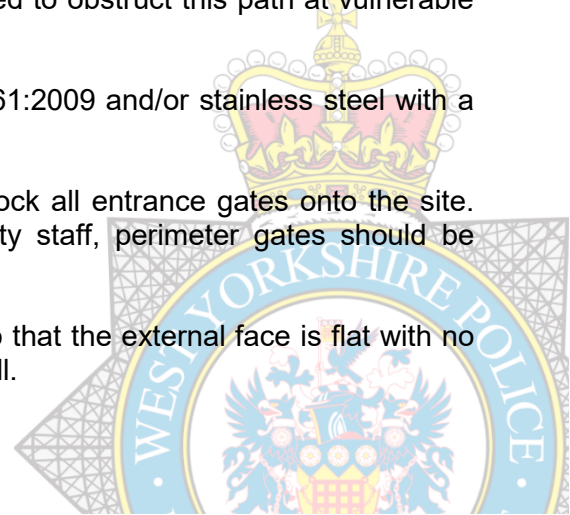 ed to obstruct this path at vulnerable
61:2009 and/or stainless steel with a
ock all entrance gates onto the site.
ty staff, perimeter gates should be
that the external face is flat with no
ll.
WEST YORKSHIRE POLICE